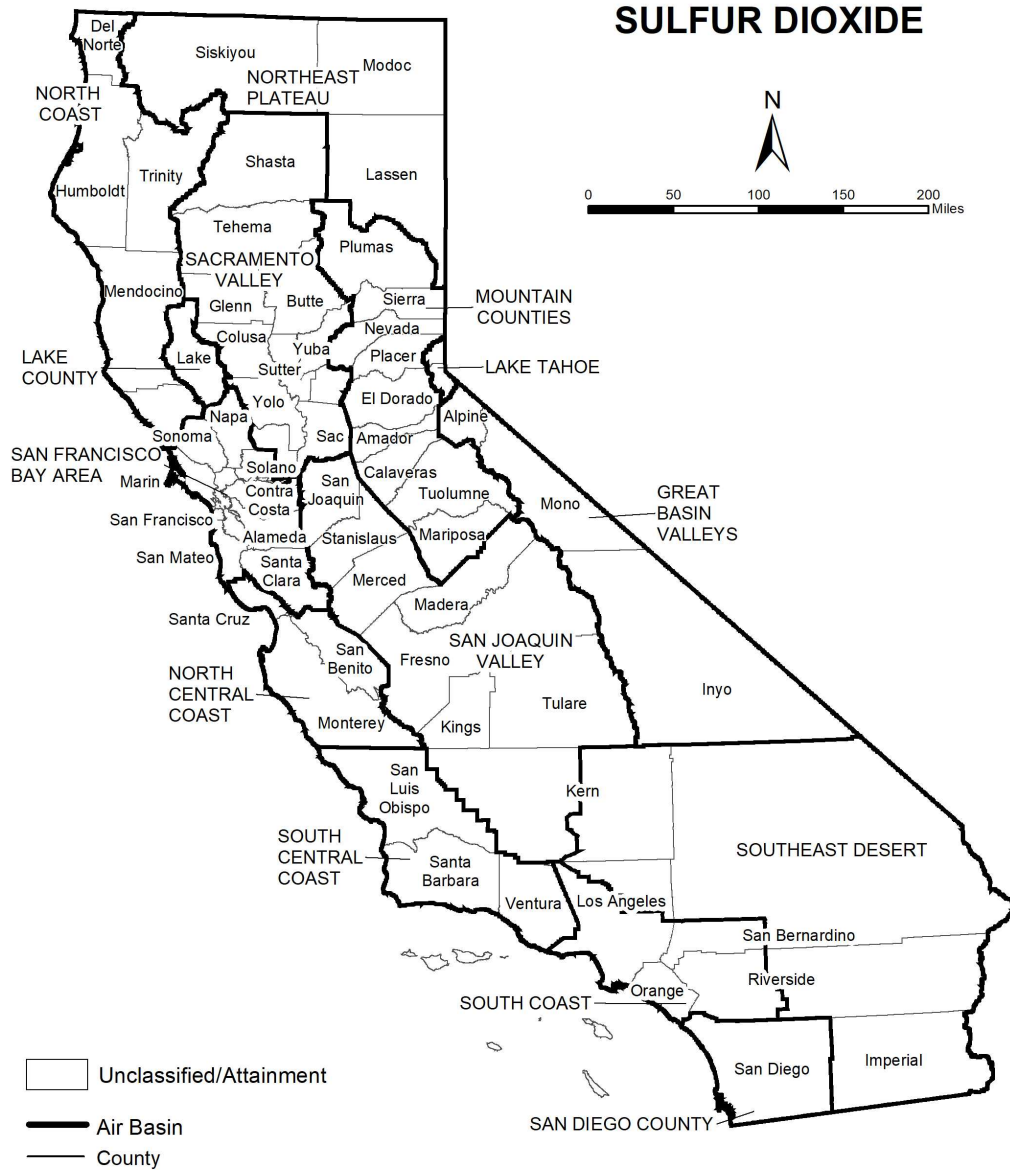 SULFUR DIOXIDE
N
0 50 100 150 200
Miles
Del
Norte
Siskiyou
Modoc
NORTHEAST
PLATEAU
NORTH
COAST
Shasta
Lassen
Trinity
Humboldt
Tehema
Plumas
SACRAMENTO
VALLEY
Mendocino
Glenn
Butte
Sierra
MOUNTAIN
COUNTIES
Nevada
Colusa
Yuba
Placer
LAKE
COUNTY
Lake
Sutter
LAKE TAHOE
El Dorado
Yolo
Napa
Alpine
Sonoma
Sac
Amador
SAN FRANCISCO
BAY AREA
Solano
Calaveras
Marin
Contra
Costa
San
Joaquin
Tuolumne
Mono
GREAT
BASIN
VALLEYS
San Francisco
Alameda
Stanislaus
Mariposa
San Mateo
Santa
Clara
Merced
Madera
Santa Cruz
San
Benito
Fresno
SAN JOAQUIN
VALLEY
NORTH
CENTRAL
COAST
Monterey
Kings
Tulare
Inyo
San
Luis
Obispo
Kern
SOUTH
CENTRAL
COAST
Santa
Barbara
SOUTHEAST DESERT
Ventura
Los Angeles
San Bernardino
Riverside
Orange
SOUTH COAST
San Diego
Imperial
SAN DIEGO COUNTY
Unclassified/Attainment
Air Basin
County